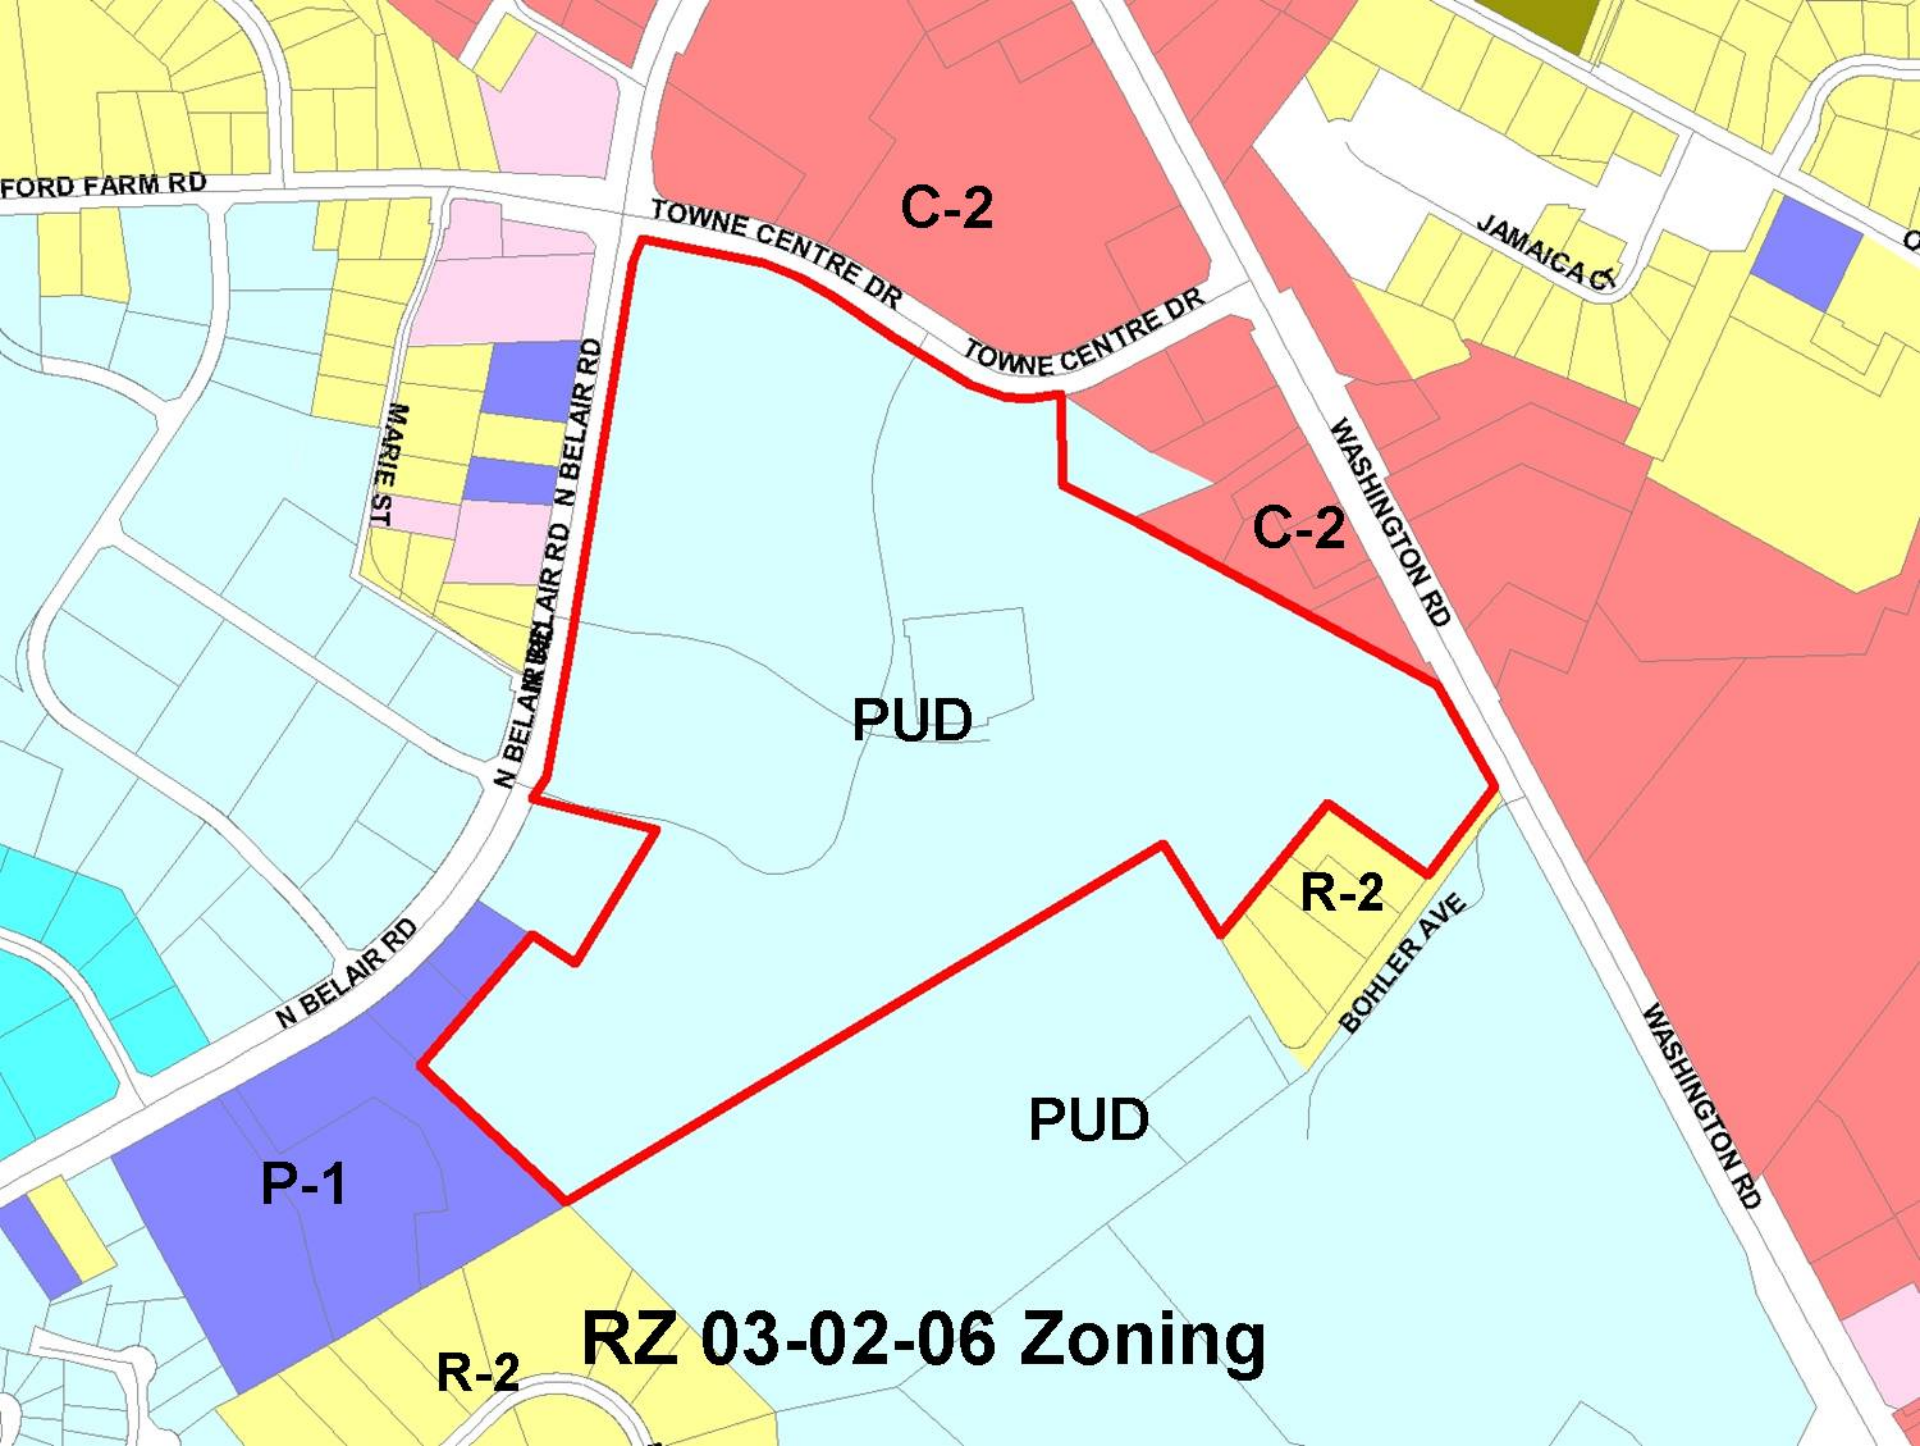 FORD FARM RD
TOWNE CENTRE DR
C-2
JAMAICA CT
TOWNE CENTRE DR
N BELAIR RD
MARIE ST
WASHINGTON RD
C-2
N BELAIR RD
PUD
N BELAIR RD
R-2
BOHLER AVE
N BELAIR RD
WASHINGTON RD
PUD
P-1
RZ 03-02-06 Zoning
R-2